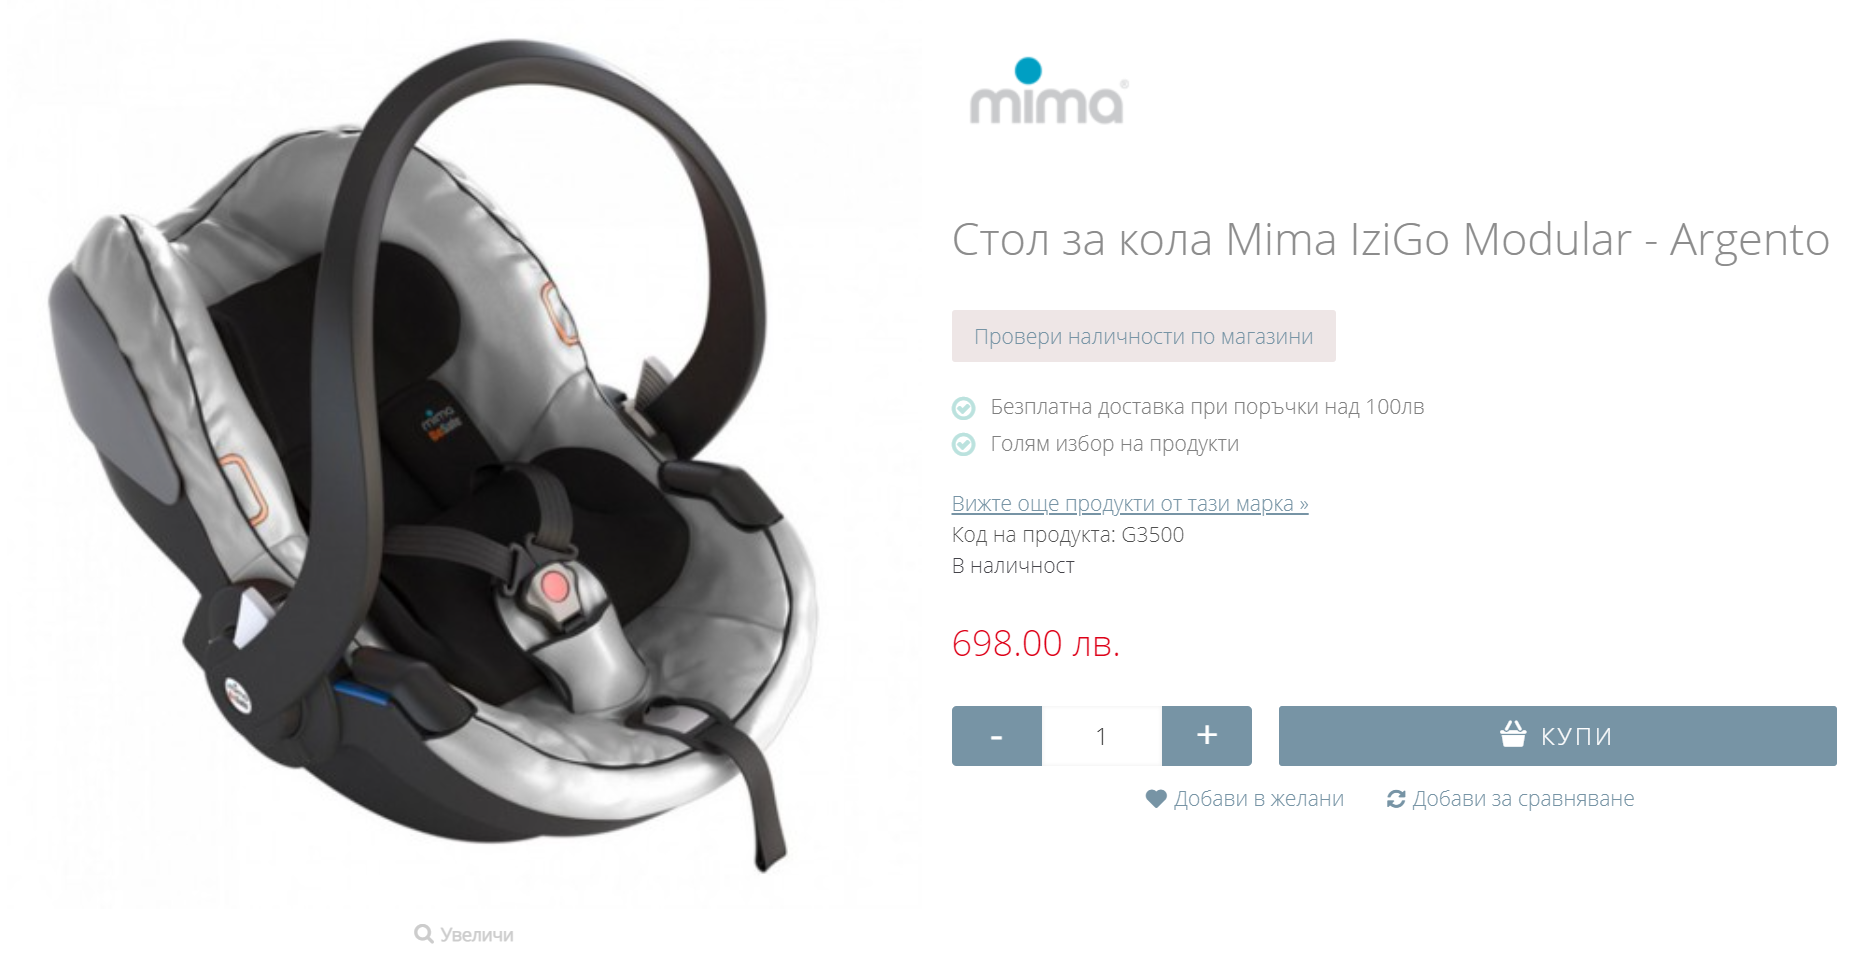 mima®
Стол за кола Mima IziGo Modular - Argento
Провери наличности по магазини
Безплатна доставка при поръчки над 100лв
Голям избор на продукти
Вижте още продукти от тази марка »
Код на продукта: G3500
В наличност
698.00 лв.
- 1 + КУПИ
Добави в желани Добави за сравняване
mima
BeSafe
Увеличи